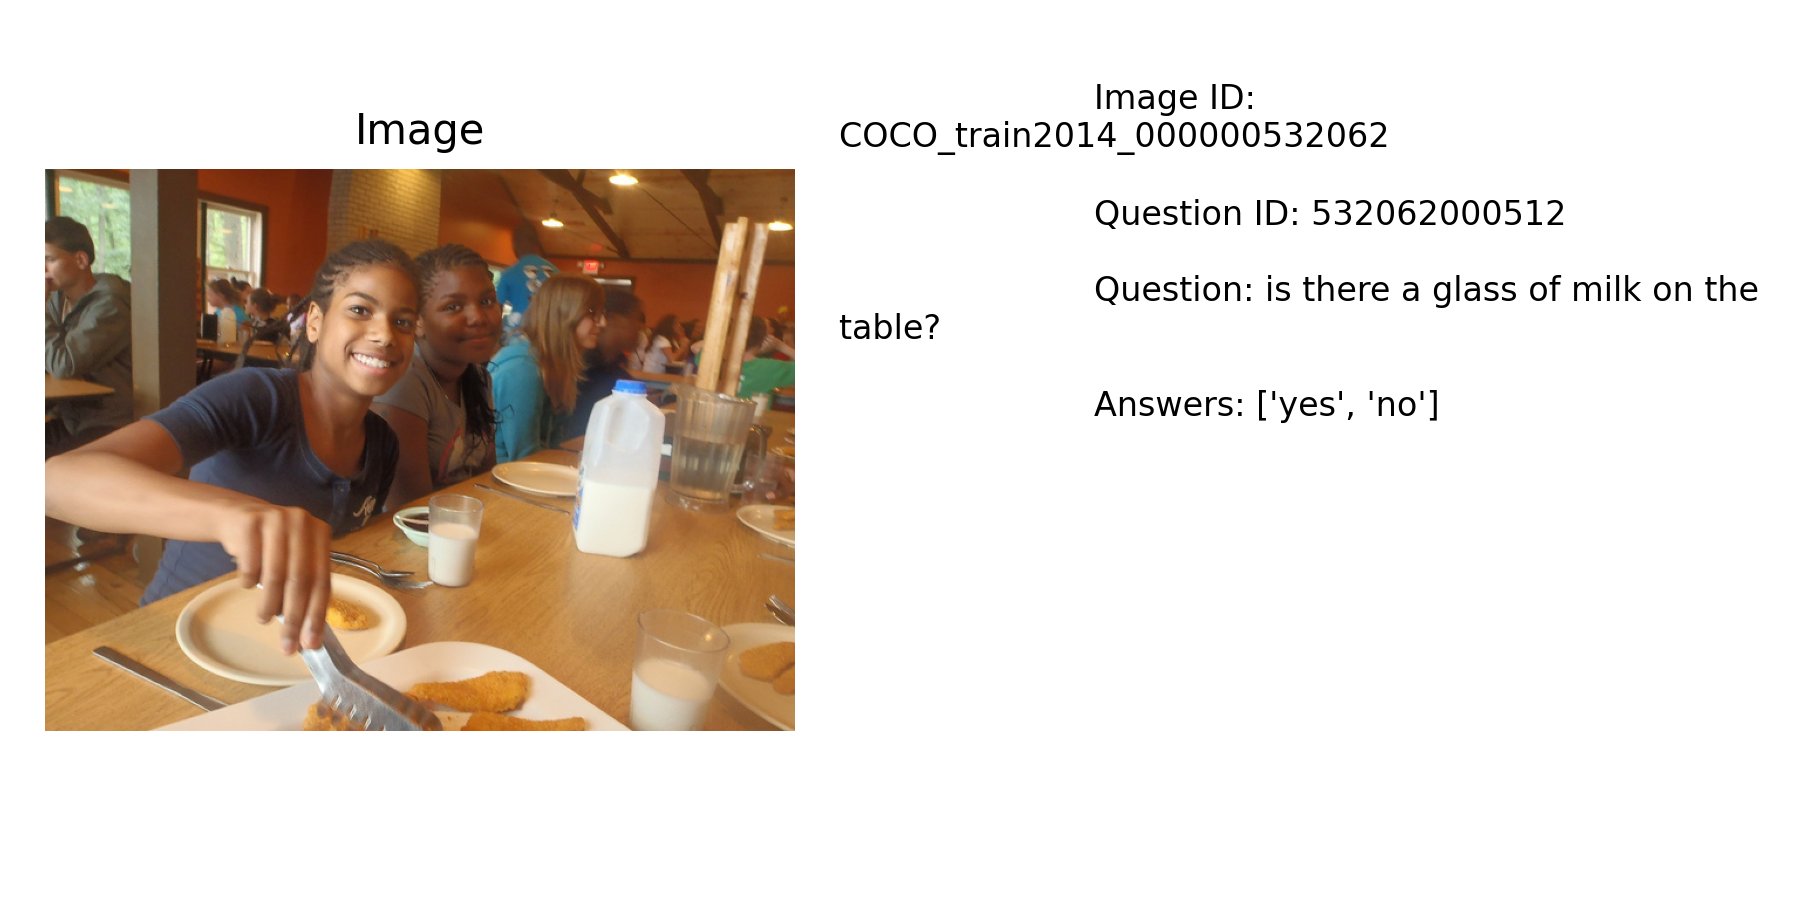 Image
Image ID:
COCO_train2014_000000532062
Question ID: 532062000512
Question: is there a glass of milk on the
table?
Answers: ['yes', 'no']